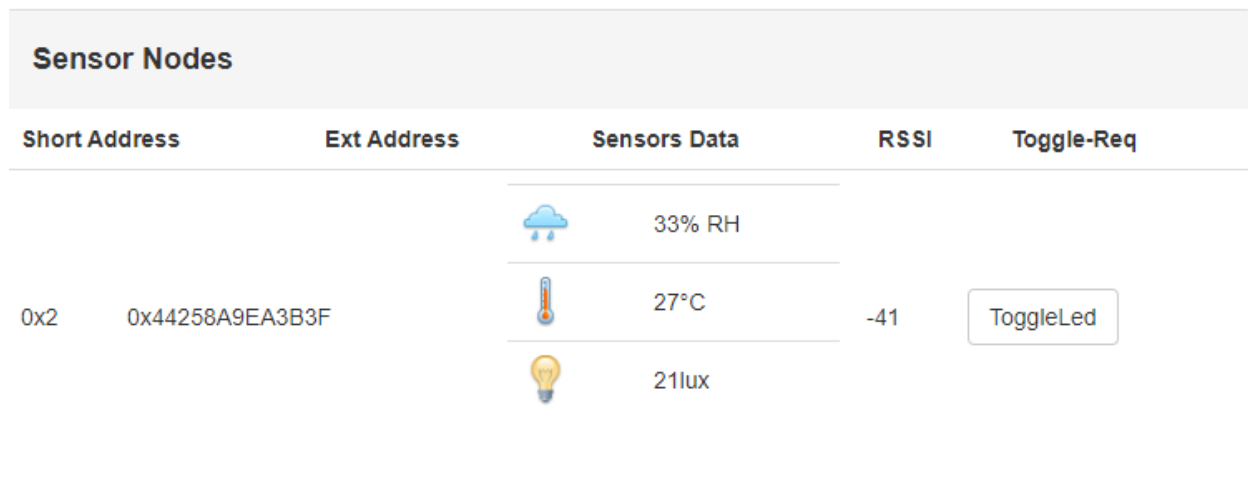 Sensor Nodes
Short Address Ext Address Sensors Data RSSI Toggle-Req
33% RH
27°C
0x2 0x44258A9EA3B3F -41 ToggleLed
21lux